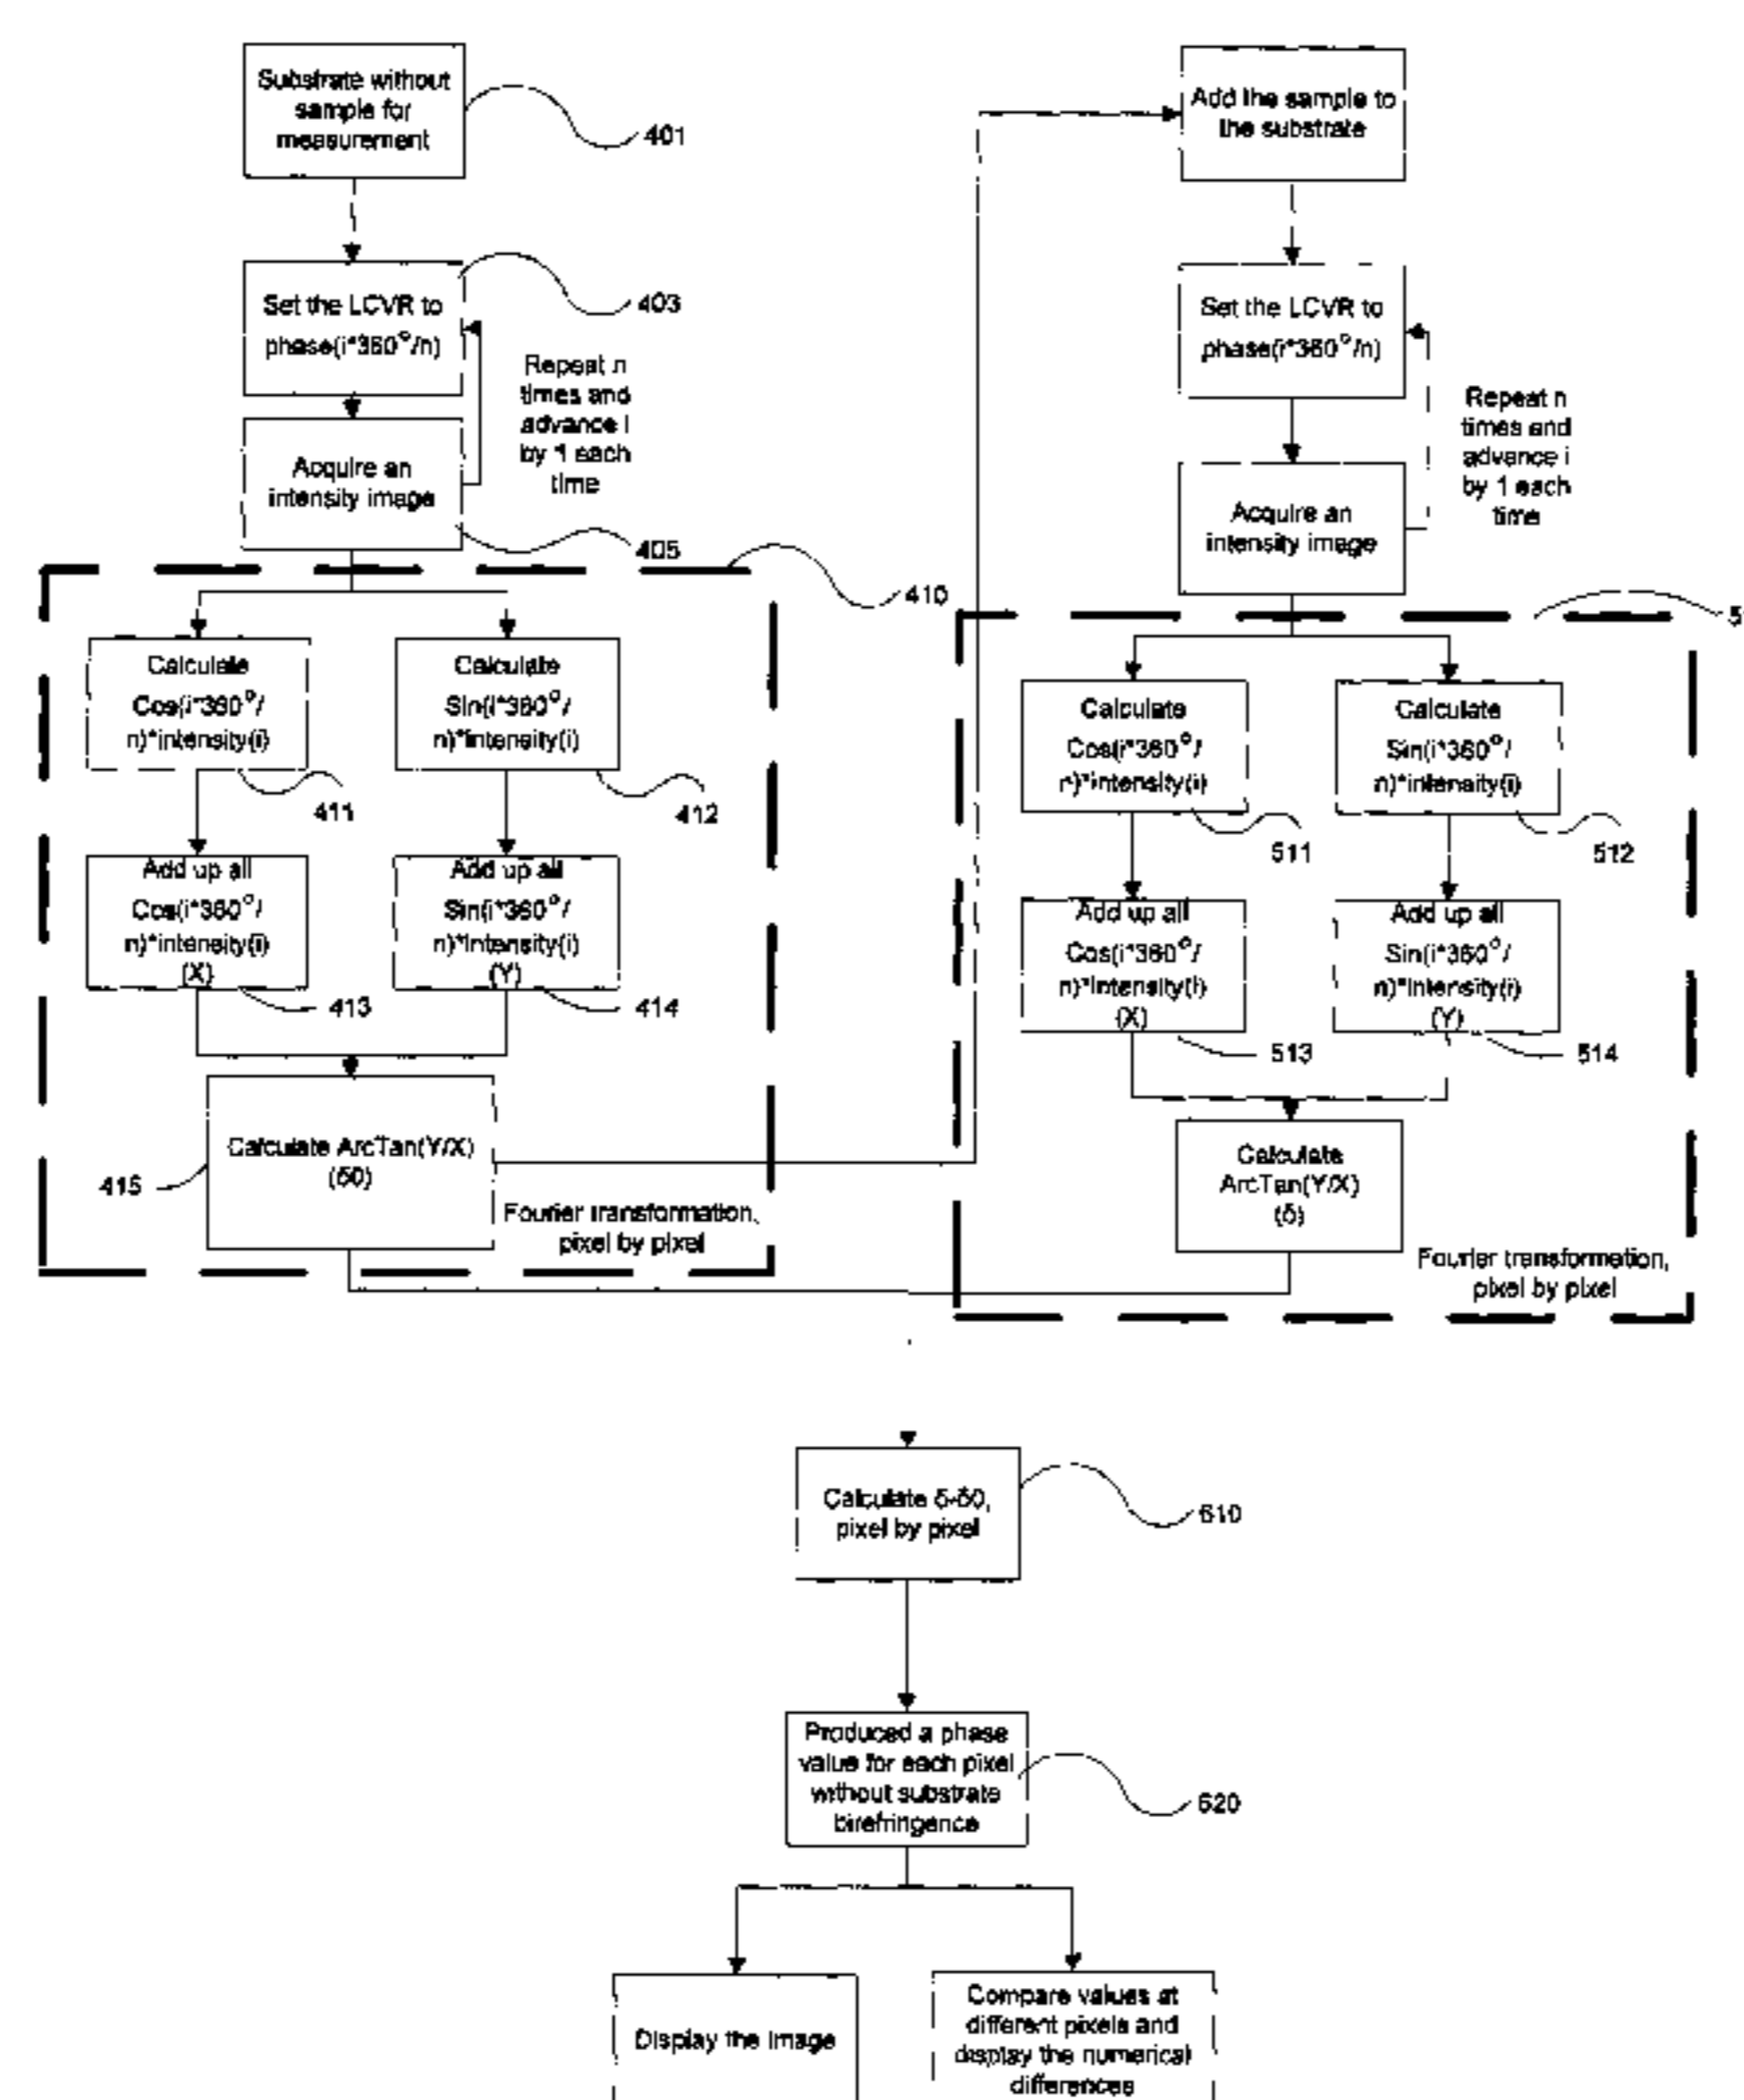 Substrate without
sample for
measurement
401
Set the LCVR to
phase(i*360°/n)
403
Repeat n
times and
advance i
by 1 each
time
Acquire an
intensity image
405
410
Calculate
Cos(i*360°/
n)*intensity(i)
411
Calculate
Sin(i*360°/
n)*intensity(i)
412
Add up all
Cos(i*360°/
n)*intensity(i)
(X)
413
Add up all
Sin(i*360°/
n)*intensity(i)
(Y)
414
Calculate ArcTan(Y/X)
(δ0)
415
Fourier transformation,
pixel by pixel
Add the sample to
the substrate
Set the LCVR to
phase(i*360°/n)
Repeat n
times and
advance i
by 1 each
time
Acquire an
intensity image
5
Calculate
Cos(i*360°/
n)*intensity(i)
511
Calculate
Sin(i*360°/
n)*intensity(i)
512
Add up all
Cos(i*360°/
n)*intensity(i)
(X)
513
Add up all
Sin(i*360°/
n)*intensity(i)
(Y)
514
Calculate
ArcTan(Y/X)
(δ)
Fourier transformation,
pixel by pixel
Calculate δ-δ0,
pixel by pixel
610
Produced a phase
value for each pixel
without substrate
birefringence
620
Display the image
Compare values at
different pixels and
display the numerical
differences